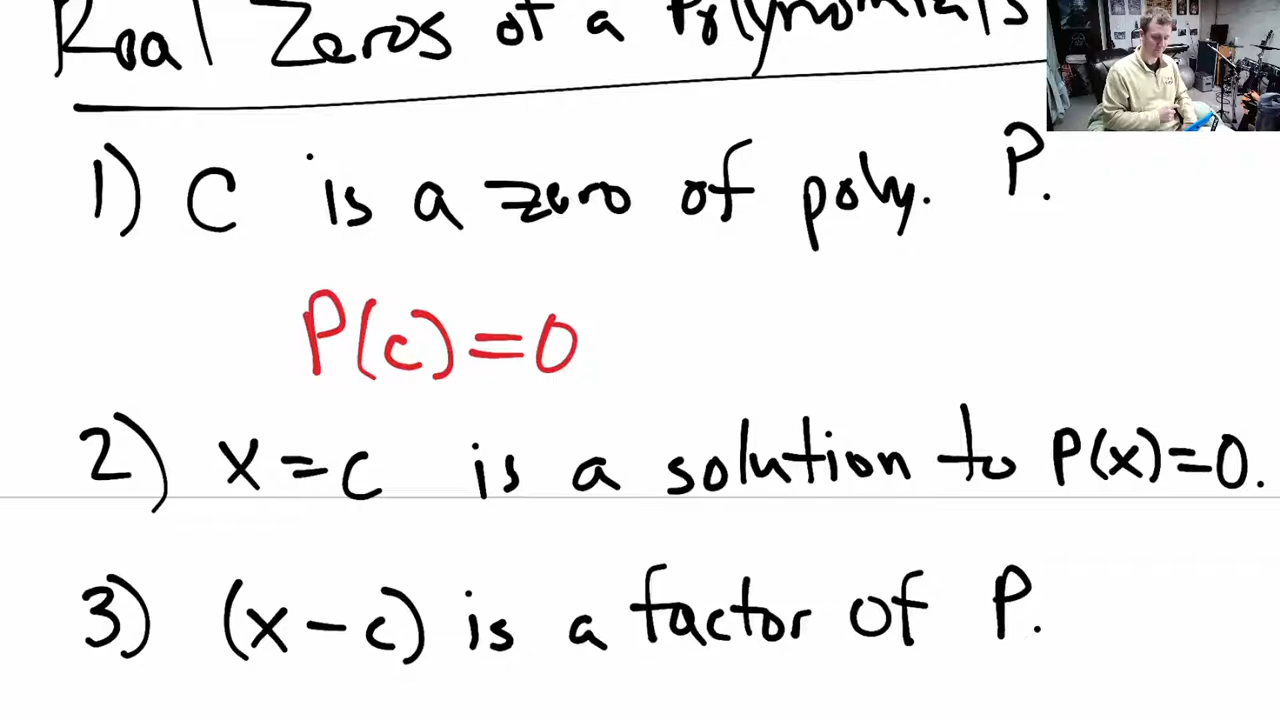 Real Zeros of a Polynomials
1) C is a zero of poly. P.
P(c)=0
2) x=c is a solution to P(x)=0.
3) (x-c) is a factor of P.